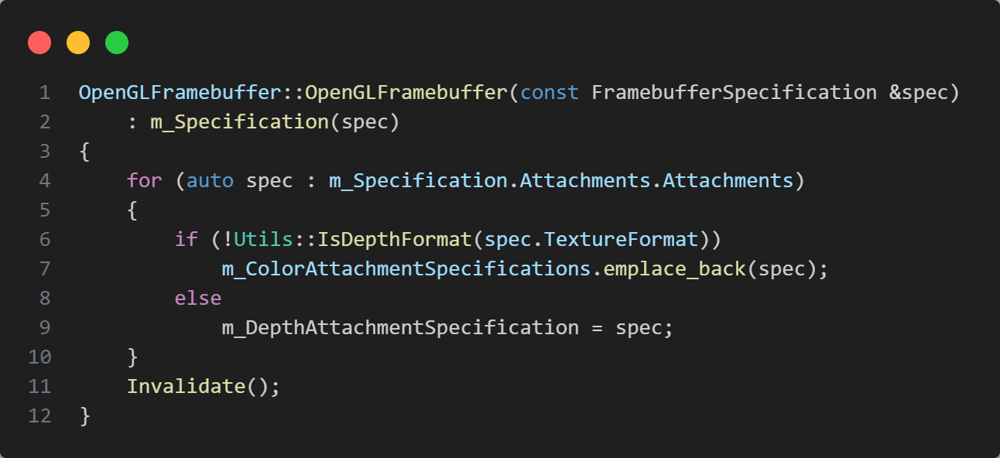 1 OpenGLFramebuffer::OpenGLFramebuffer(const FramebufferSpecification &spec)
2     : m_Specification(spec)
3 {
4     for (auto spec : m_Specification.Attachments.Attachments)
5     {
6         if (!Utils::IsDepthFormat(spec.TextureFormat))
7             m_ColorAttachmentSpecifications.emplace_back(spec);
8         else
9             m_DepthAttachmentSpecification = spec;
10     }
11     Invalidate();
12 }